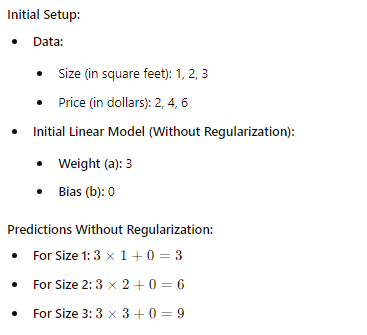 Initial Setup:
• Data:
• Size (in square feet): 1, 2, 3
• Price (in dollars): 2, 4, 6
• Initial Linear Model (Without Regularization):
• Weight (a): 3
• Bias (b): 0
Predictions Without Regularization:
• For Size 1: 3 × 1 + 0 = 3
• For Size 2: 3 × 2 + 0 = 6
• For Size 3: 3 × 3 + 0 = 9